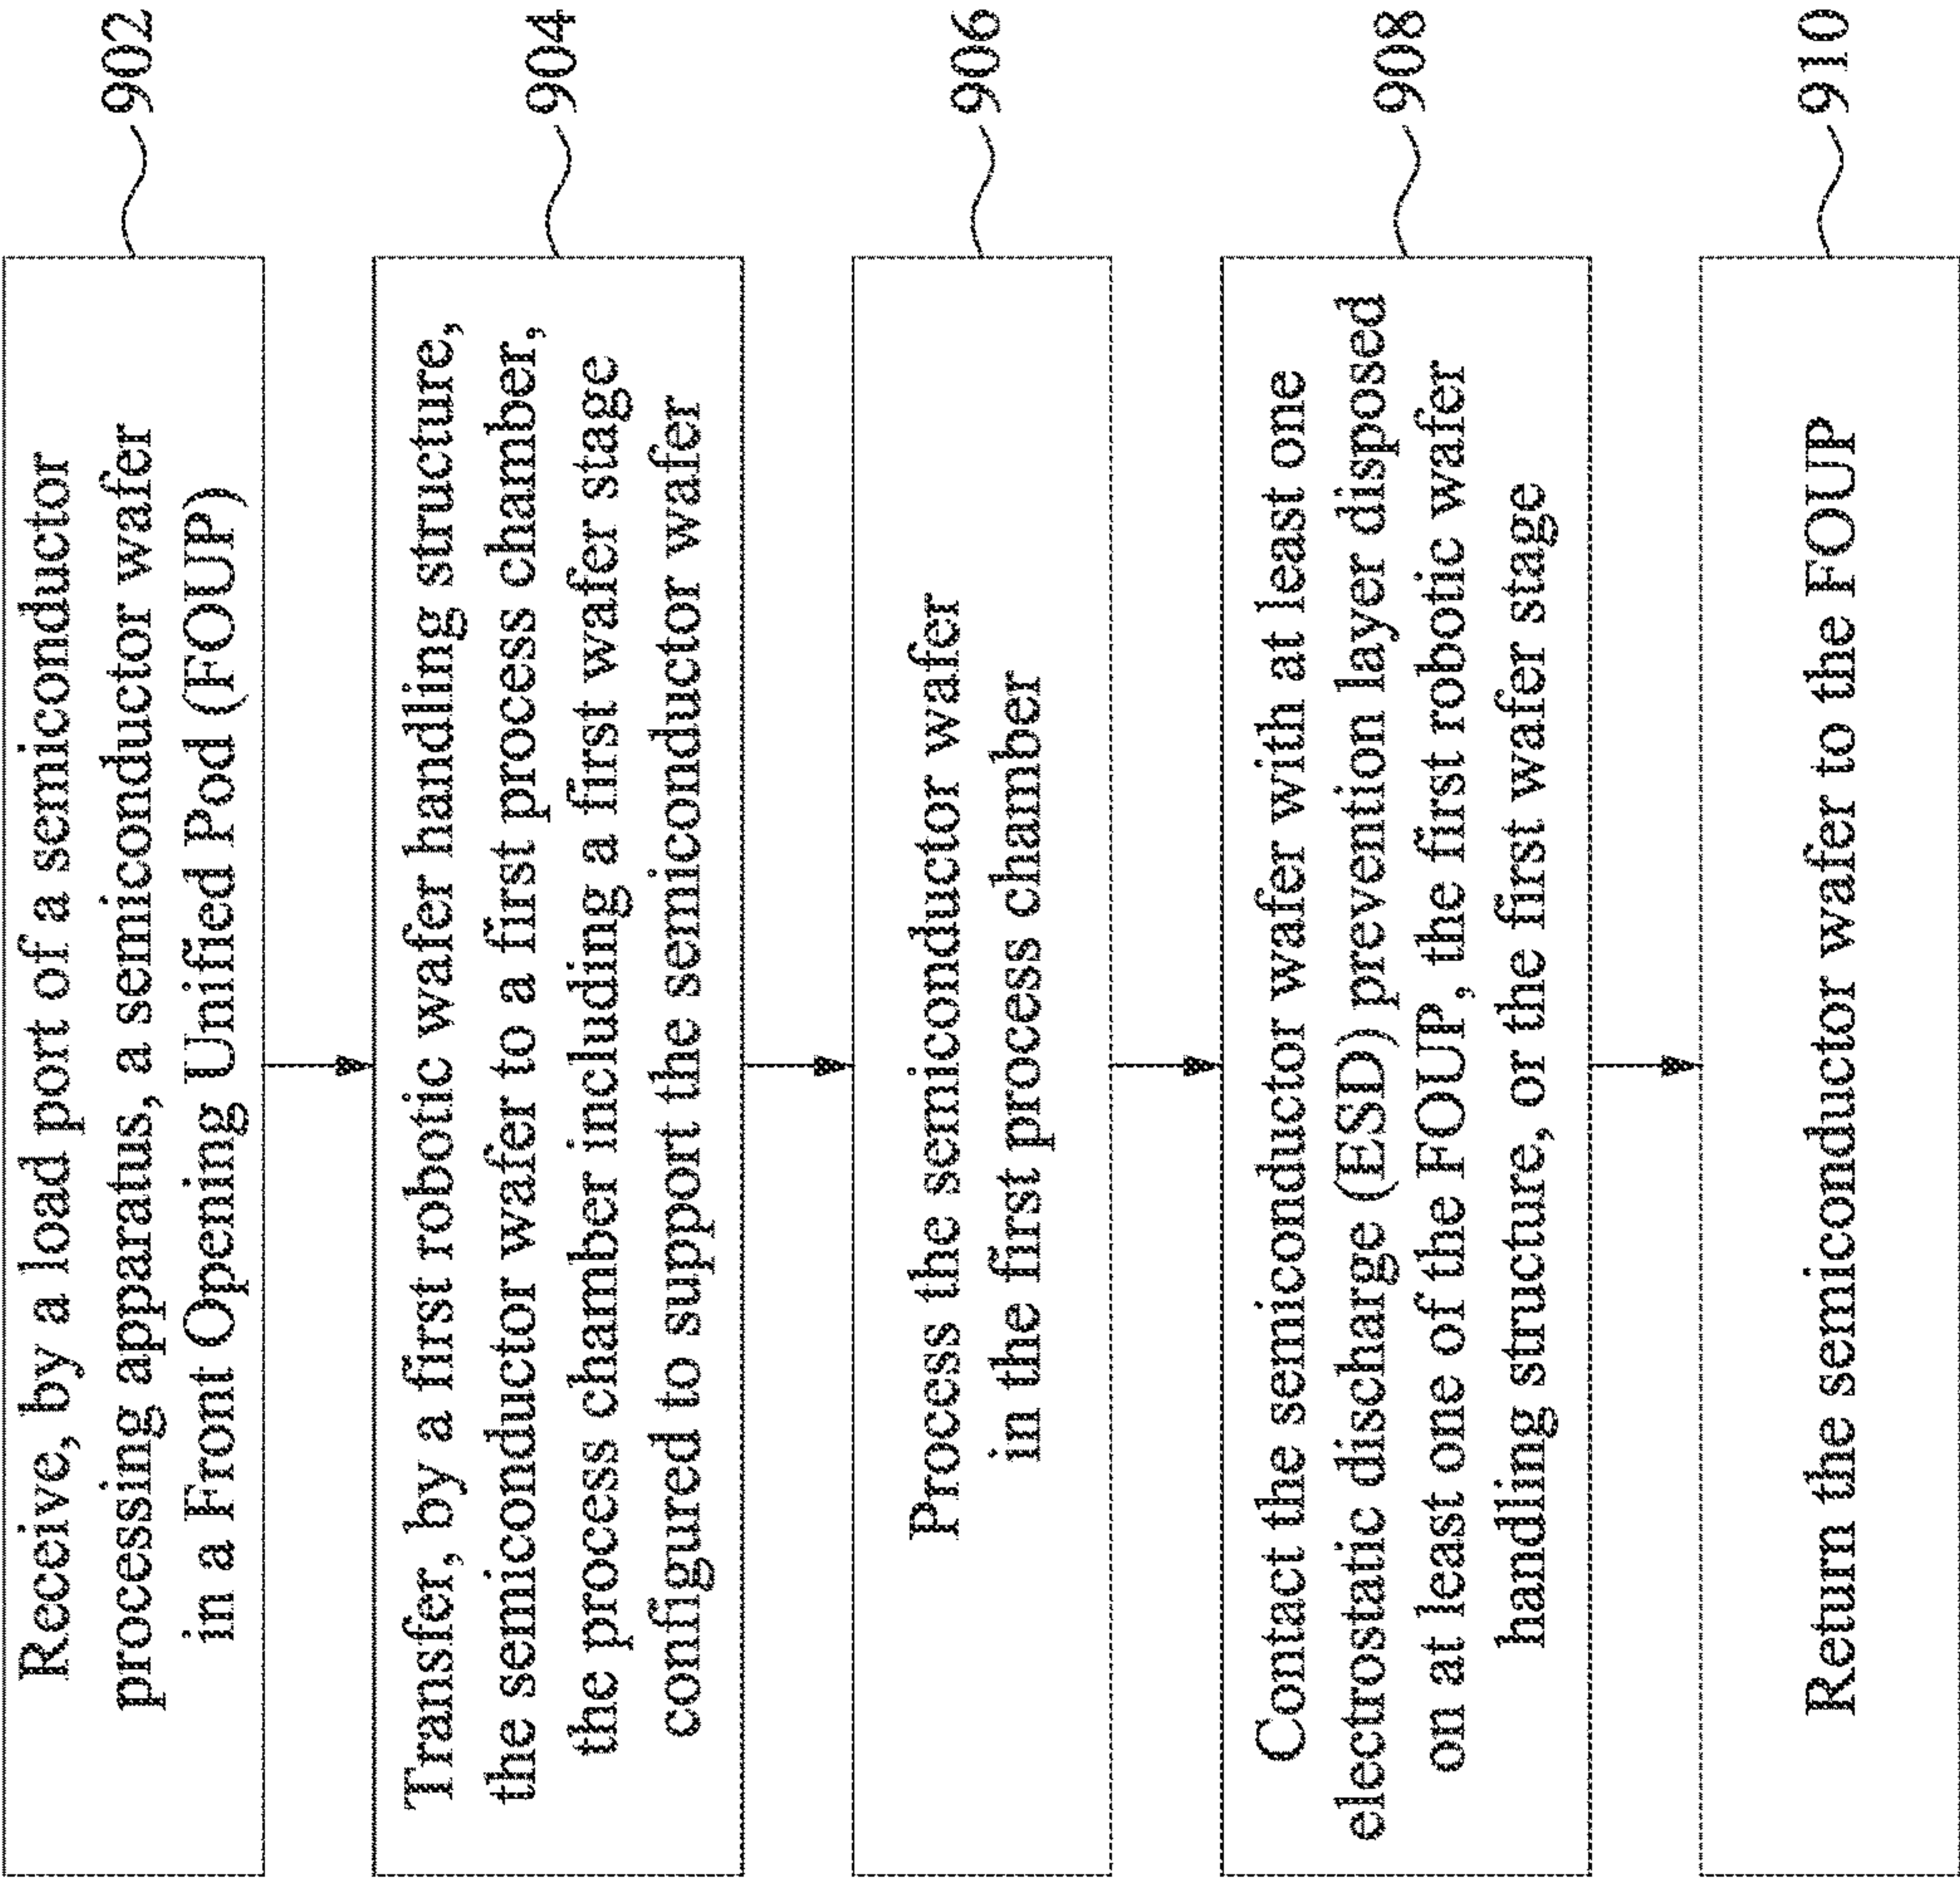 Receive, by a load port of a semiconductor
processing apparatus, a semiconductor wafer
in a Front Opening Unified Pod (FOUP)
902
Transfer, by a first robotic wafer handling structure,
the semiconductor wafer to a first process chamber,
the process chamber including a first wafer stage
configured to support the semiconductor wafer
904
Process the semiconductor wafer
in the first process chamber
906
Contact the semiconductor wafer with at least one
electrostatic discharge (ESD) prevention layer disposed
on at least one of the FOUP, the first robotic wafer
handling structure, or the first wafer stage
908
Return the semiconductor wafer to the FOUP
910